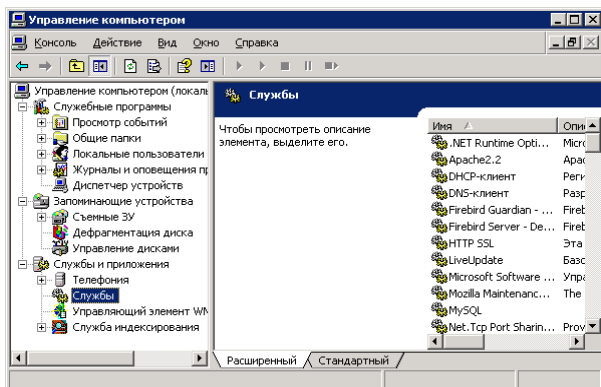 Управление компьютером
Консоль Действие Вид Окно Справка
Управление компьютером (локаль
Служебные программы
Просмотр событий
Общие папки
Локальные пользователи
Журналы и оповещения пр
Диспетчер устройств
Запоминающие устройства
Съемные ЗУ
Дефрагментация диска
Управление дисками
Службы и приложения
Телефония
Службы
Управляющий элемент WM
Служба индексирования
Службы
Чтобы просмотреть описание
элемента, выделите его.
Имя Опис
.NET Runtime Opti... Micro
Apache2.2 Apac
DHCP-клиент Реги
DNS-клиент Разр
Firebird Guardian - ... Fireb
Firebird Server - De... Fireb
HTTP SSL Эта
LiveUpdate Базо
Microsoft Software ... Упра
Mozilla Maintenanc... The
MySQL
Net.Tcp Port Sharin... Prov
Расширенный Стандартный